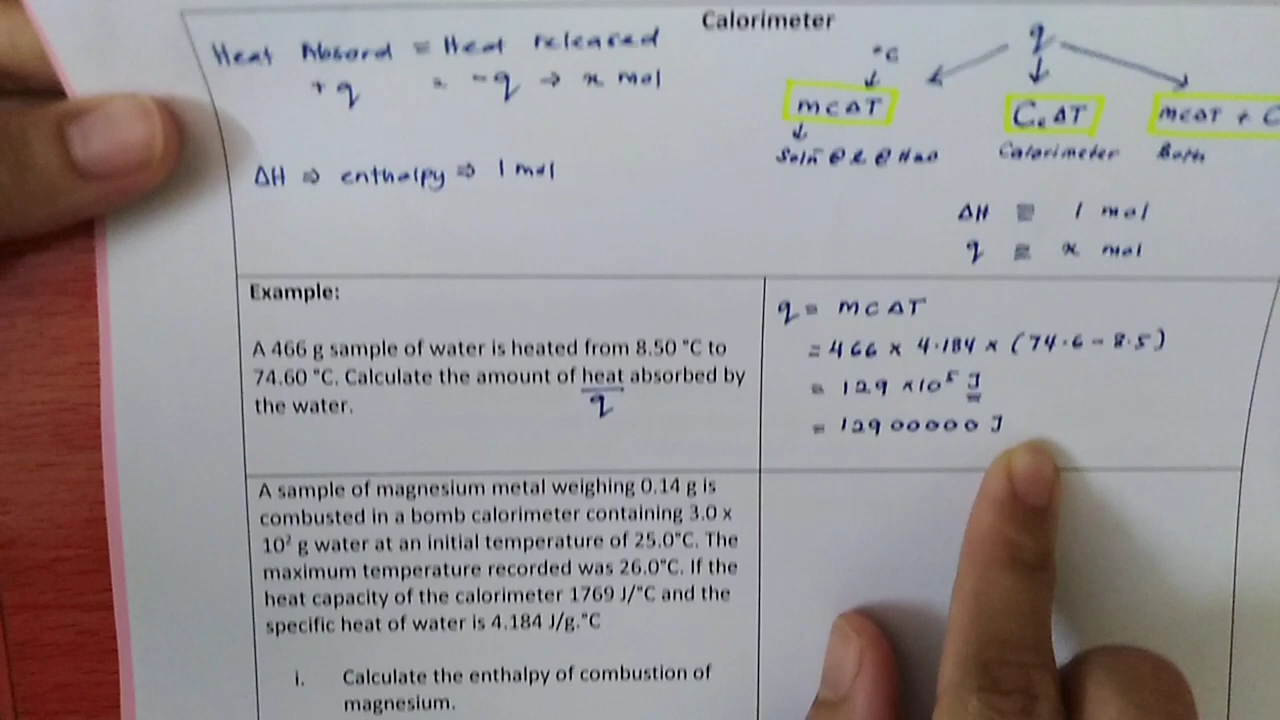 Calorimeter
Heat Absord = Heat released
+q = -q → x mol
ΔH ⇒ enthalpy ⇒ 1 mol
q
°C
mcΔT
CcΔT
mcΔT + C
Soln @ l @ H2O
Calorimeter
Both
ΔH ≡ 1 mol
q ≡ x mol
Example:
A 466 g sample of water is heated from 8.50 °C to
74.60 °C. Calculate the amount of heat absorbed by
the water.
q
q = mcΔT
= 466 × 4.184 × (74.6 - 8.5)
= 129 ×10⁵ J
= 12900000 J
A sample of magnesium metal weighing 0.14 g is
combusted in a bomb calorimeter containing 3.0 x
10² g water at an initial temperature of 25.0°C. The
maximum temperature recorded was 26.0°C. If the
heat capacity of the calorimeter 1769 J/°C and the
specific heat of water is 4.184 J/g.°C
i. Calculate the enthalpy of combustion of
magnesium.